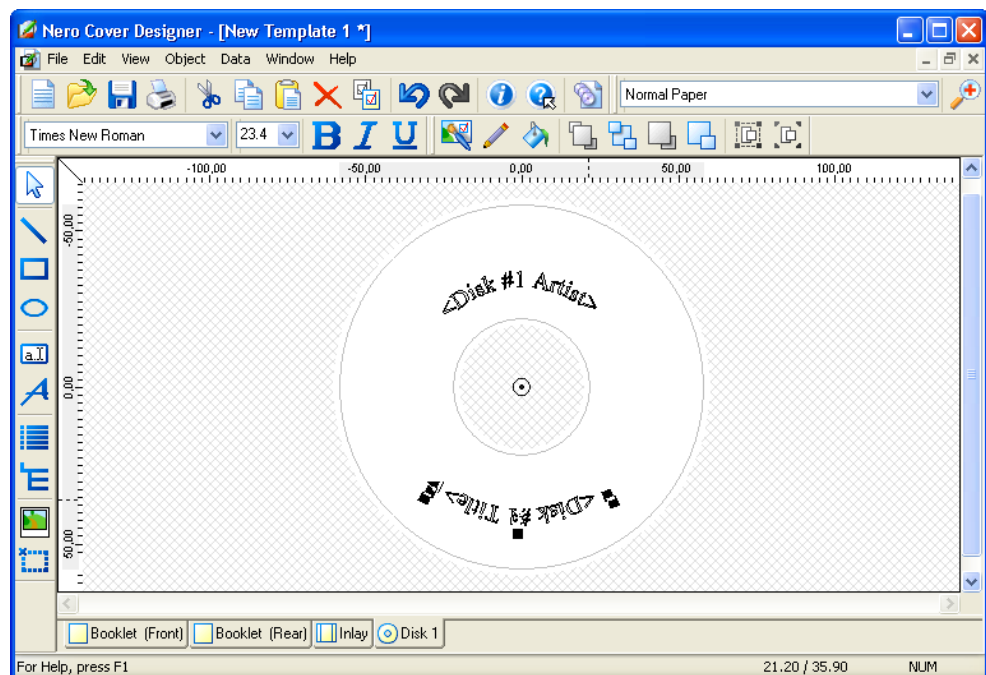 Nero Cover Designer - [New Template 1 *]
File Edit View Object Data Window Help
Normal Paper
Times New Roman 23.4 B I U
-100,00 -50,00 0,00 50,00 100,00
-50,00
0,00
50,00
<Disk #1 Artist>
<Disk #1 Title>
a.I
A
Booklet (Front) Booklet (Rear) Inlay Disk 1
For Help, press F1 21.20 / 35.90 NUM